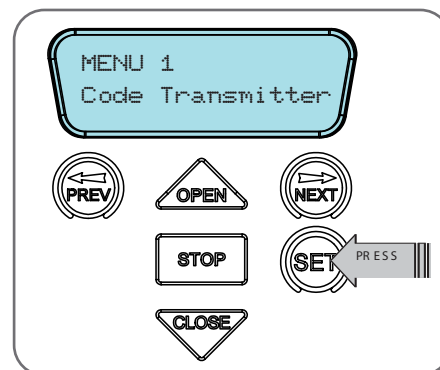 MENU 1
Code Transmitter
PREV
OPEN
NEXT
STOP
SET
PRESS
CLOSE